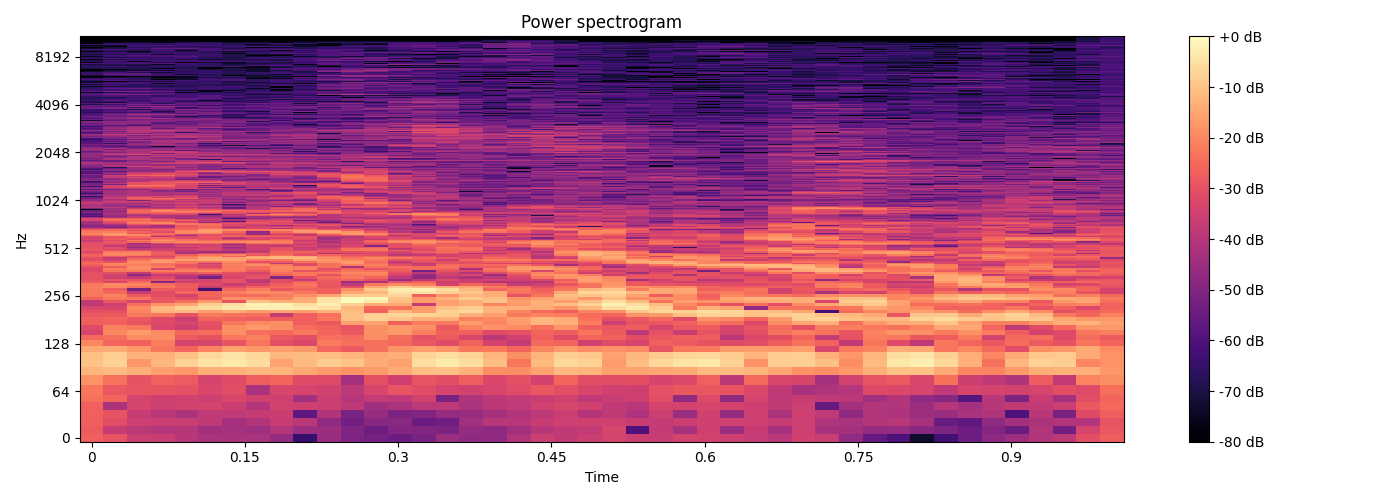 Power spectrogram
8192
4096
2048
1024
512
256
128
64
0
Hz
0 0.15 0.3 0.45 0.6 0.75 0.9
Time
+0 dB
-10 dB
-20 dB
-30 dB
-40 dB
-50 dB
-60 dB
-70 dB
-80 dB